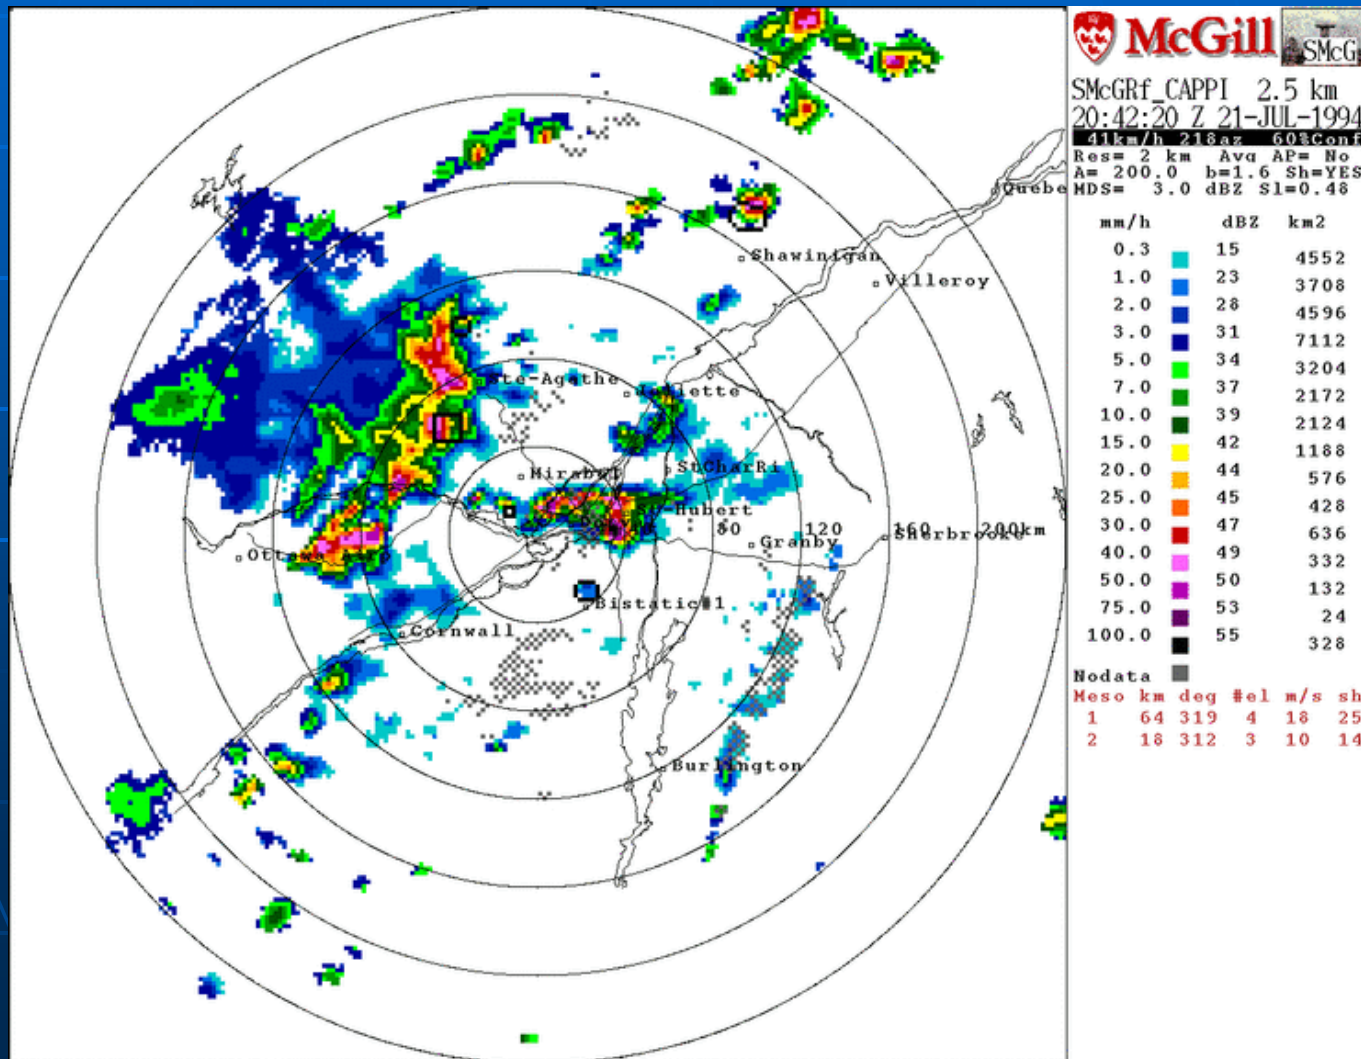 McGill
SMcG
SMcGRf_CAPPI 2.5 km
20:42:20 Z 21-JUL-1994
41km/h 218az 60%Conf
Res= 2 km Avg AP= No
A= 200.0 b=1.6 Sh=YES
MDS= 3.0 dBZ Sl=0.48
mm/h dBZ km2
0.3 15 4552
1.0 23 3708
2.0 28 4596
3.0 31 7112
5.0 34 3204
7.0 37 2172
10.0 39 2124
15.0 42 1188
20.0 44 576
25.0 45 428
30.0 47 636
40.0 49 332
50.0 50 132
75.0 53 24
100.0 55 328
Nodata
Meso km deg #el m/s sh
1 64 319 4 18 25
2 18 312 3 10 14
Quebe
Shawinigan
Villeroy
Ste-Agathe
Joliette
Mirabel
StCharRi
St-Hubert
80 120 160 200km
Granby
Sherbrooke
Ottawa
Bistatic#1
Cornwall
Burlington